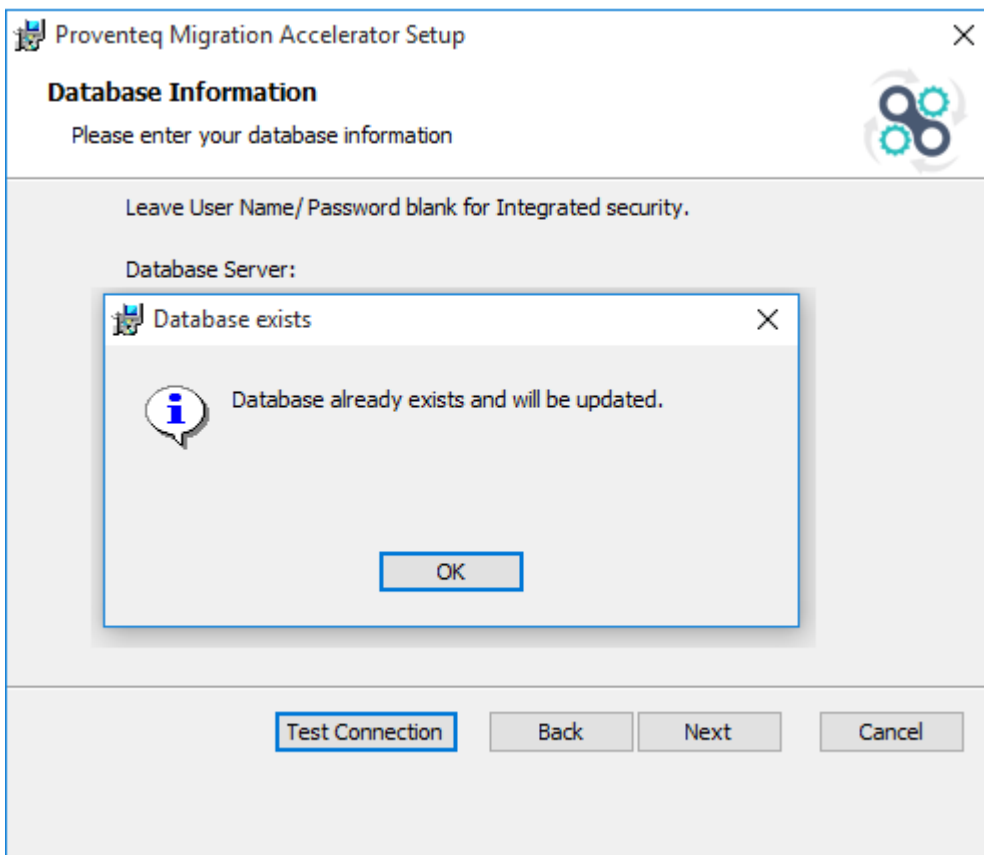 Proventeq Migration Accelerator Setup
Database Information
Please enter your database information
Leave User Name/ Password blank for Integrated security.
Database Server:
Database exists
Database already exists and will be updated.
OK
Test Connection Back Next Cancel